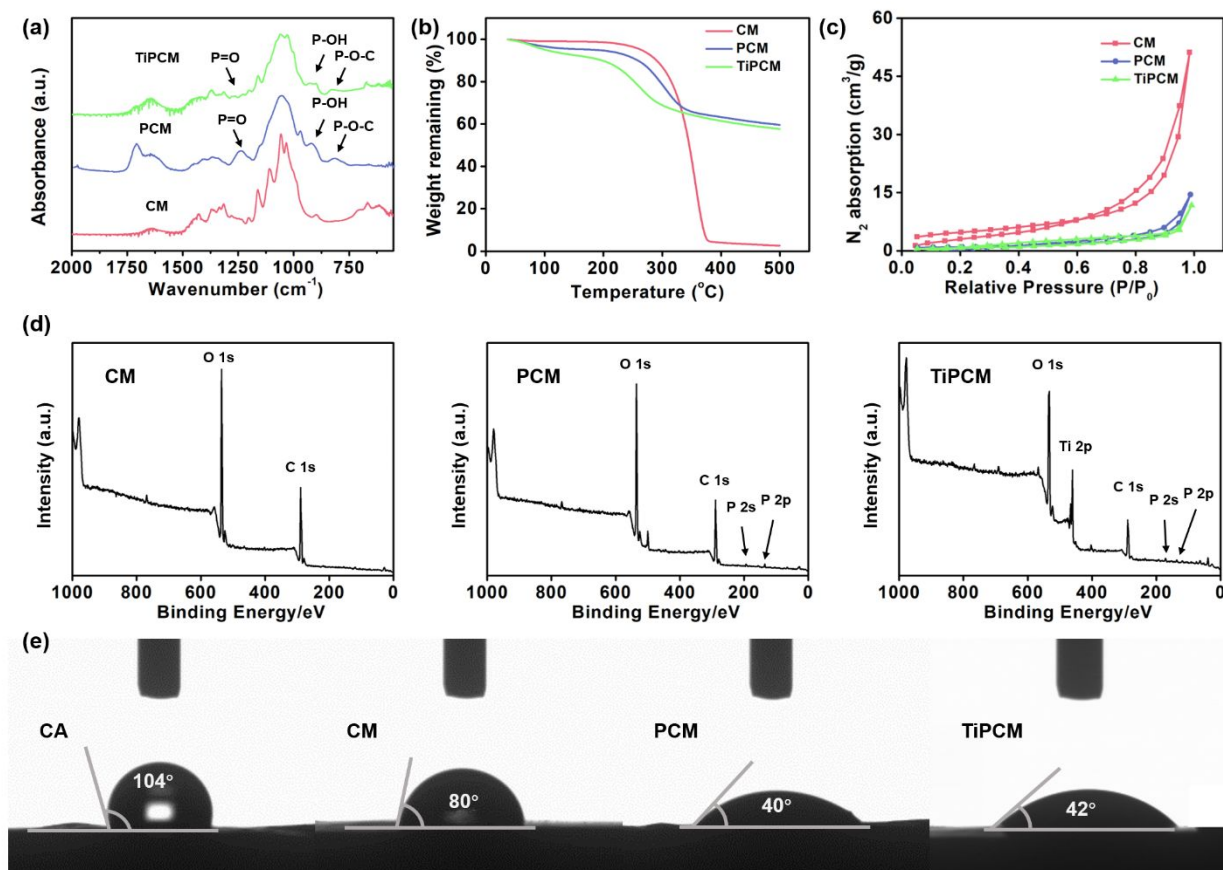 (a)
TiPCM
P=O
P-OH
P-O-C
PCM
P=O
P-OH
P-O-C
CM
Absorbance (a.u.)
2000 1750 1500 1250 1000 750
Wavenumber (cm-1)
(b)
CM
PCM
TiPCM
Weight remaining (%)
100
80
60
40
20
0
0 100 200 300 400 500
Temperature (oC)
(c)
CM
PCM
TiPCM
N2 absorption (cm3/g)
60
45
30
15
0
0.0 0.2 0.4 0.6 0.8 1.0
Relative Pressure (P/P0)
(d)
CM
O 1s
C 1s
Intensity (a.u.)
1000 800 600 400 200 0
Binding Energy/eV
PCM
O 1s
C 1s
P 2s
P 2p
Intensity (a.u.)
1000 800 600 400 200 0
Binding Energy/eV
TiPCM
O 1s
Ti 2p
C 1s
P 2s
P 2p
Intensity (a.u.)
1000 800 600 400 200 0
Binding Energy/eV
(e)
CA
104°
CM
80°
PCM
40°
TiPCM
42°